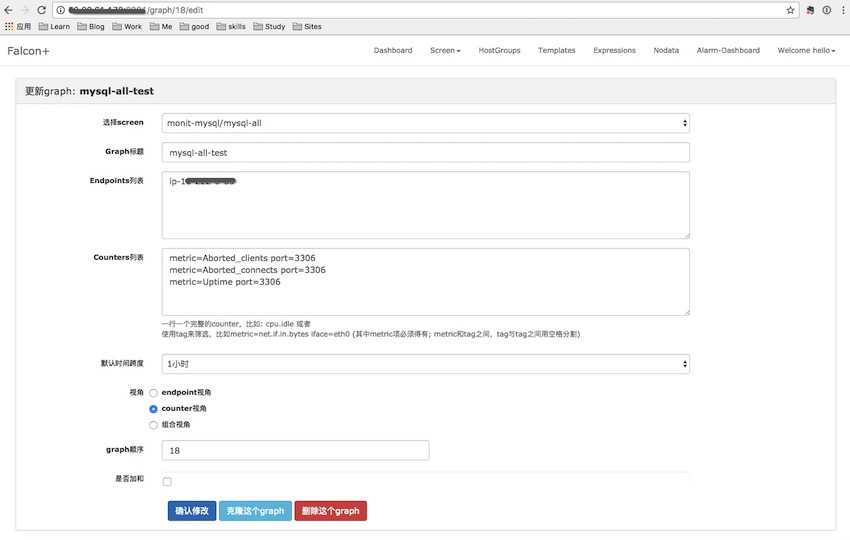 /graph/18/edit
应用 Learn Blog Work Me good skills Study Sites
Falcon+ Dashboard Screen HostGroups Templates Expressions Nodata Alarm-Dashboard Welcome hello
更新graph: mysql-all-test
选择screen monit-mysql/mysql-all
Graph标题 mysql-all-test
Endpoints列表 ip-1
Counters列表 metric=Aborted_clients port=3306
metric=Aborted_connects port=3306
metric=Uptime port=3306
一行一个完整的counter，比如: cpu.idle 或者
使用tag来筛选，比如metric=net.if.in.bytes iface=eth0 (其中metric项必须得有; metric和tag之间，tag与tag之间用空格分割)
默认时间跨度 1小时
视角 endpoint视角
counter视角
组合视角
graph顺序 18
是否加和
确认修改 克隆这个graph 删除这个graph